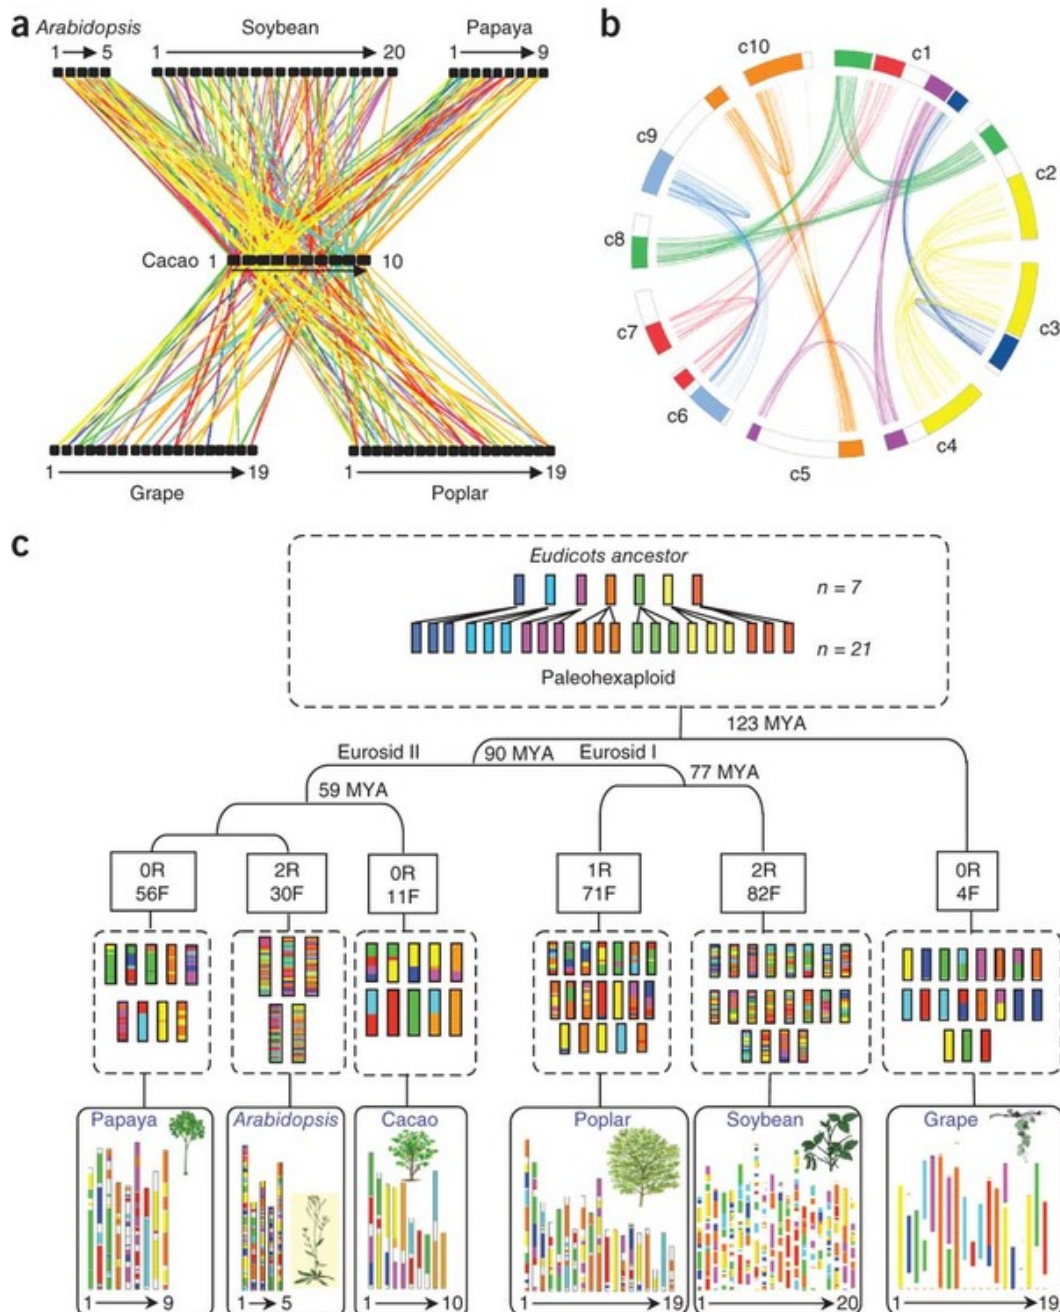 a
Arabidopsis
Soybean
Papaya
1 5
1 20
1 9
Cacao 1 10
1 19
Grape
1 19
Poplar
b
c10
c1
c9
c2
c8
c3
c7
c6
c4
c5
c
Eudicots ancestor
n = 7
n = 21
Paleohexaploid
123 MYA
Eurosid II
90 MYA
Eurosid I
77 MYA
59 MYA
0R
56F
2R
30F
0R
11F
1R
71F
2R
82F
0R
4F
Papaya
Arabidopsis
Cacao
Poplar
Soybean
Grape
1 9
1 5
1 10
1 19
1 20
1 19